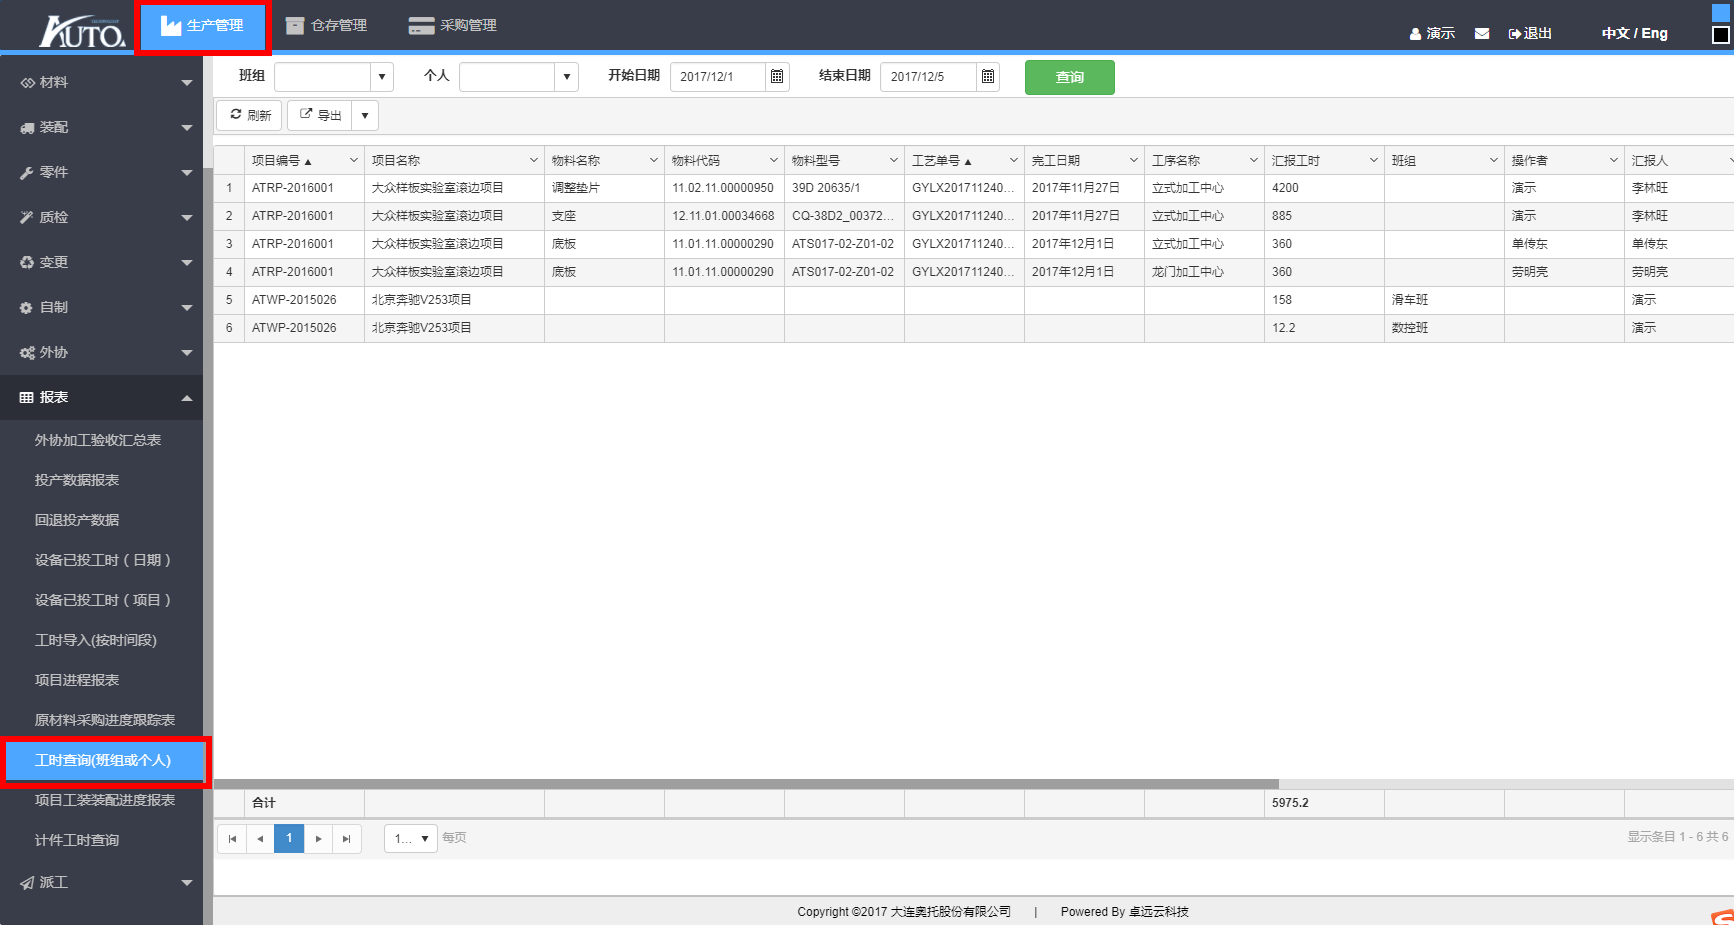 AUTO.
生产管理
仓存管理
采购管理
演示
退出
中文 / Eng
材料
装配
零件
质检
变更
自制
外协
报表
外协加工验收汇总表
投产数据报表
回退投产数据
设备已投工时 ( 日期 )
设备已投工时 ( 项目 )
工时导入(按时间段)
项目进程报表
原材料采购进度跟踪表
工时查询(班组或个人)
项目工装装配进度报表
计件工时查询
派工
班组 个人 开始日期 2017/12/1 结束日期 2017/12/5 查询
刷新 导出
项目编号 项目名称 物料名称 物料代码 物料型号 工艺单号 完工日期 工序名称 汇报工时 班组 操作者 汇报人
1 ATRP-2016001 大众样板实验室滚边项目 调整垫片 11.02.11.00000950 39D 20635/1 GYLX201711240... 2017年11月27日 立式加工中心 4200 演示 李林旺
2 ATRP-2016001 大众样板实验室滚边项目 支座 12.11.01.00034668 CQ-38D2_00372... GYLX201711240... 2017年11月27日 立式加工中心 885 演示 李林旺
3 ATRP-2016001 大众样板实验室滚边项目 底板 11.01.11.00000290 ATS017-02-Z01-02 GYLX201711240... 2017年12月1日 立式加工中心 360 单传东 单传东
4 ATRP-2016001 大众样板实验室滚边项目 底板 11.01.11.00000290 ATS017-02-Z01-02 GYLX201711240... 2017年12月1日 龙门加工中心 360 劳明亮 劳明亮
5 ATWP-2015026 北京奔驰V253项目 158 滑车班 演示
6 ATWP-2015026 北京奔驰V253项目 12.2 数控班 演示
合计 5975.2
1 1... 每页 显示条目 1 - 6 共 6
Copyright ©2017 大连奥托股份有限公司 | Powered By 卓远云科技